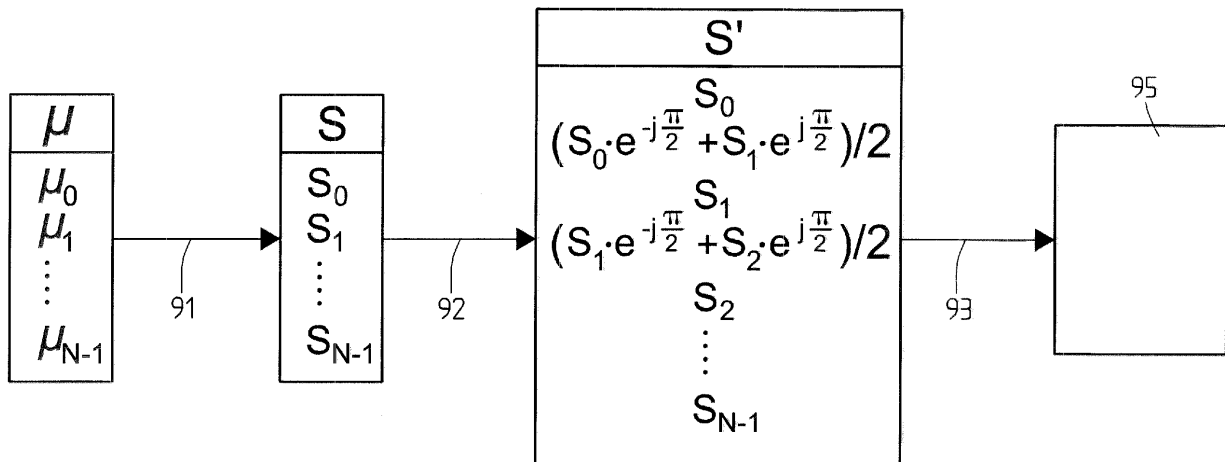 μ
μ₀
μ₁
μN-1
91
S
S₀
S₁
SN-1
92
S'
S₀
(S₀·e^-jπ/2 +S₁·e^jπ/2)/2
S₁
(S₁·e^-jπ/2 +S₂·e^jπ/2)/2
S₂
SN-1
93
95